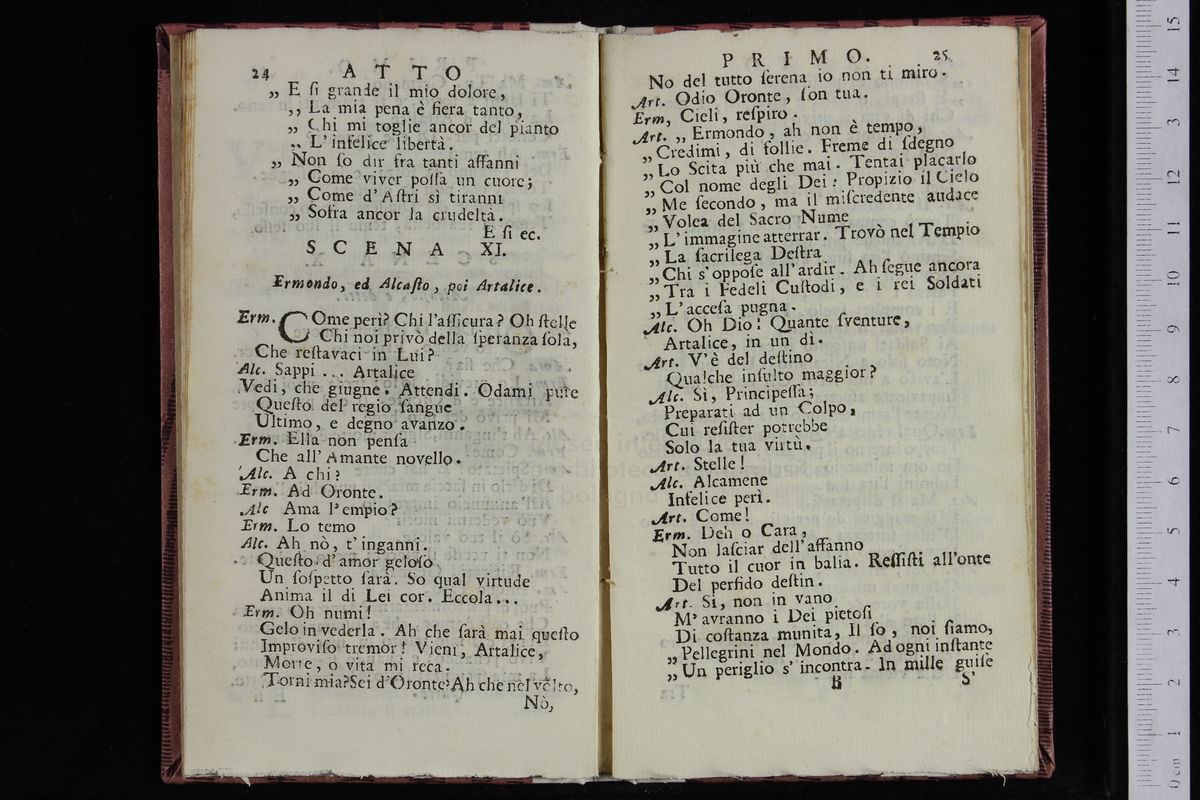 24 ATTO
„ E ſi grande il mio dolore,
,, La mia pena è fiera tanto,
„ Chi mi toglie ancor del pianto
„ L' infelice libertà.
„ Non ſo dir fra tanti affanni
„ Come viver poſſa un cuore;
„ Come d' Aſtri sì tiranni
„ Sofra ancor la crudeltà.
E ſi ec.
SCENA XI.
Ermondo, ed Alcaſto, poi Artalice.
Erm. COme perì? Chi l'aſſicura? Oh ſtelle
Chi noi privò della ſperanza ſola,
Che reſtavaci in Lui?
Alc. Sappi ... Artalice
Vedi, che giugne. Attendi. Odami pure
Queſto del regio ſangue
Ultimo, e degno avanzo.
Erm. Ella non penſa
Che all' Amante novello.
Alc. A chi?
Erm. Ad Oronte.
Alc Ama l'empio?
Erm. Lo temo
Alc. Ah nò, t'inganni.
Queſto d'amor geloſo
Un ſoſpetto ſarà. So qual virtude
Anima il di Lei cor. Eccola...
Erm. Oh numi!
Gelo in vederla. Ah che ſarà mai queſto
Improviſo tremor! Vieni, Artalice,
Morte, o vita mi reca.
Torni mia? Sei d'Oronte? Ah che nel volto,
No,
PRIMO. 25
No del tutto ſerena io non ti miro.
Art. Odio Oronte, ſon tua.
Erm, Cieli, reſpiro.
Art. „ Ermondo, ah non è tempo,
„ Credimi, di follie. Freme di ſdegno
„ Lo Scita più che mai. Tentai placarlo
„ Col nome degli Dei: Propizio il Cielo
„ Me ſecondo, ma il miſcredente audace
„ Volea del Sacro Nume
„ L'immagine atterrar. Trovò nel Tempio
„ La ſacrilega Deſtra
„ Chi s'oppoſe all'ardir. Ah ſegue ancora
„ Tra i Fedeli Cuſtodi, e i rei Soldati
„ L'acceſa pugna.
Alc. Oh Dio! Quante ſventure,
Artalice, in un dì.
Art. V'è del deſtino
Qualche inſulto maggior?
Alc. Sì, Principeſſa;
Preparati ad un Colpo,
Cui reſiſter potrebbe
Solo la tua virtù.
Art. Stelle!
Alc. Alcamene
Infelice perì.
Art. Come!
Erm. Deh o Cara,
Non laſciar dell'affanno
Tutto il cuor in balia. Reſſiſti all'onte
Del perfido deſtin.
Art. Sì, non in vano
M'avranno i Dei pietoſi
Di coſtanza munita, Il ſo, noi ſiamo,
„ Pellegrini nel Mondo. Ad ogni inſtante
„ Un periglio s'incontra. In mille guiſe
B S'